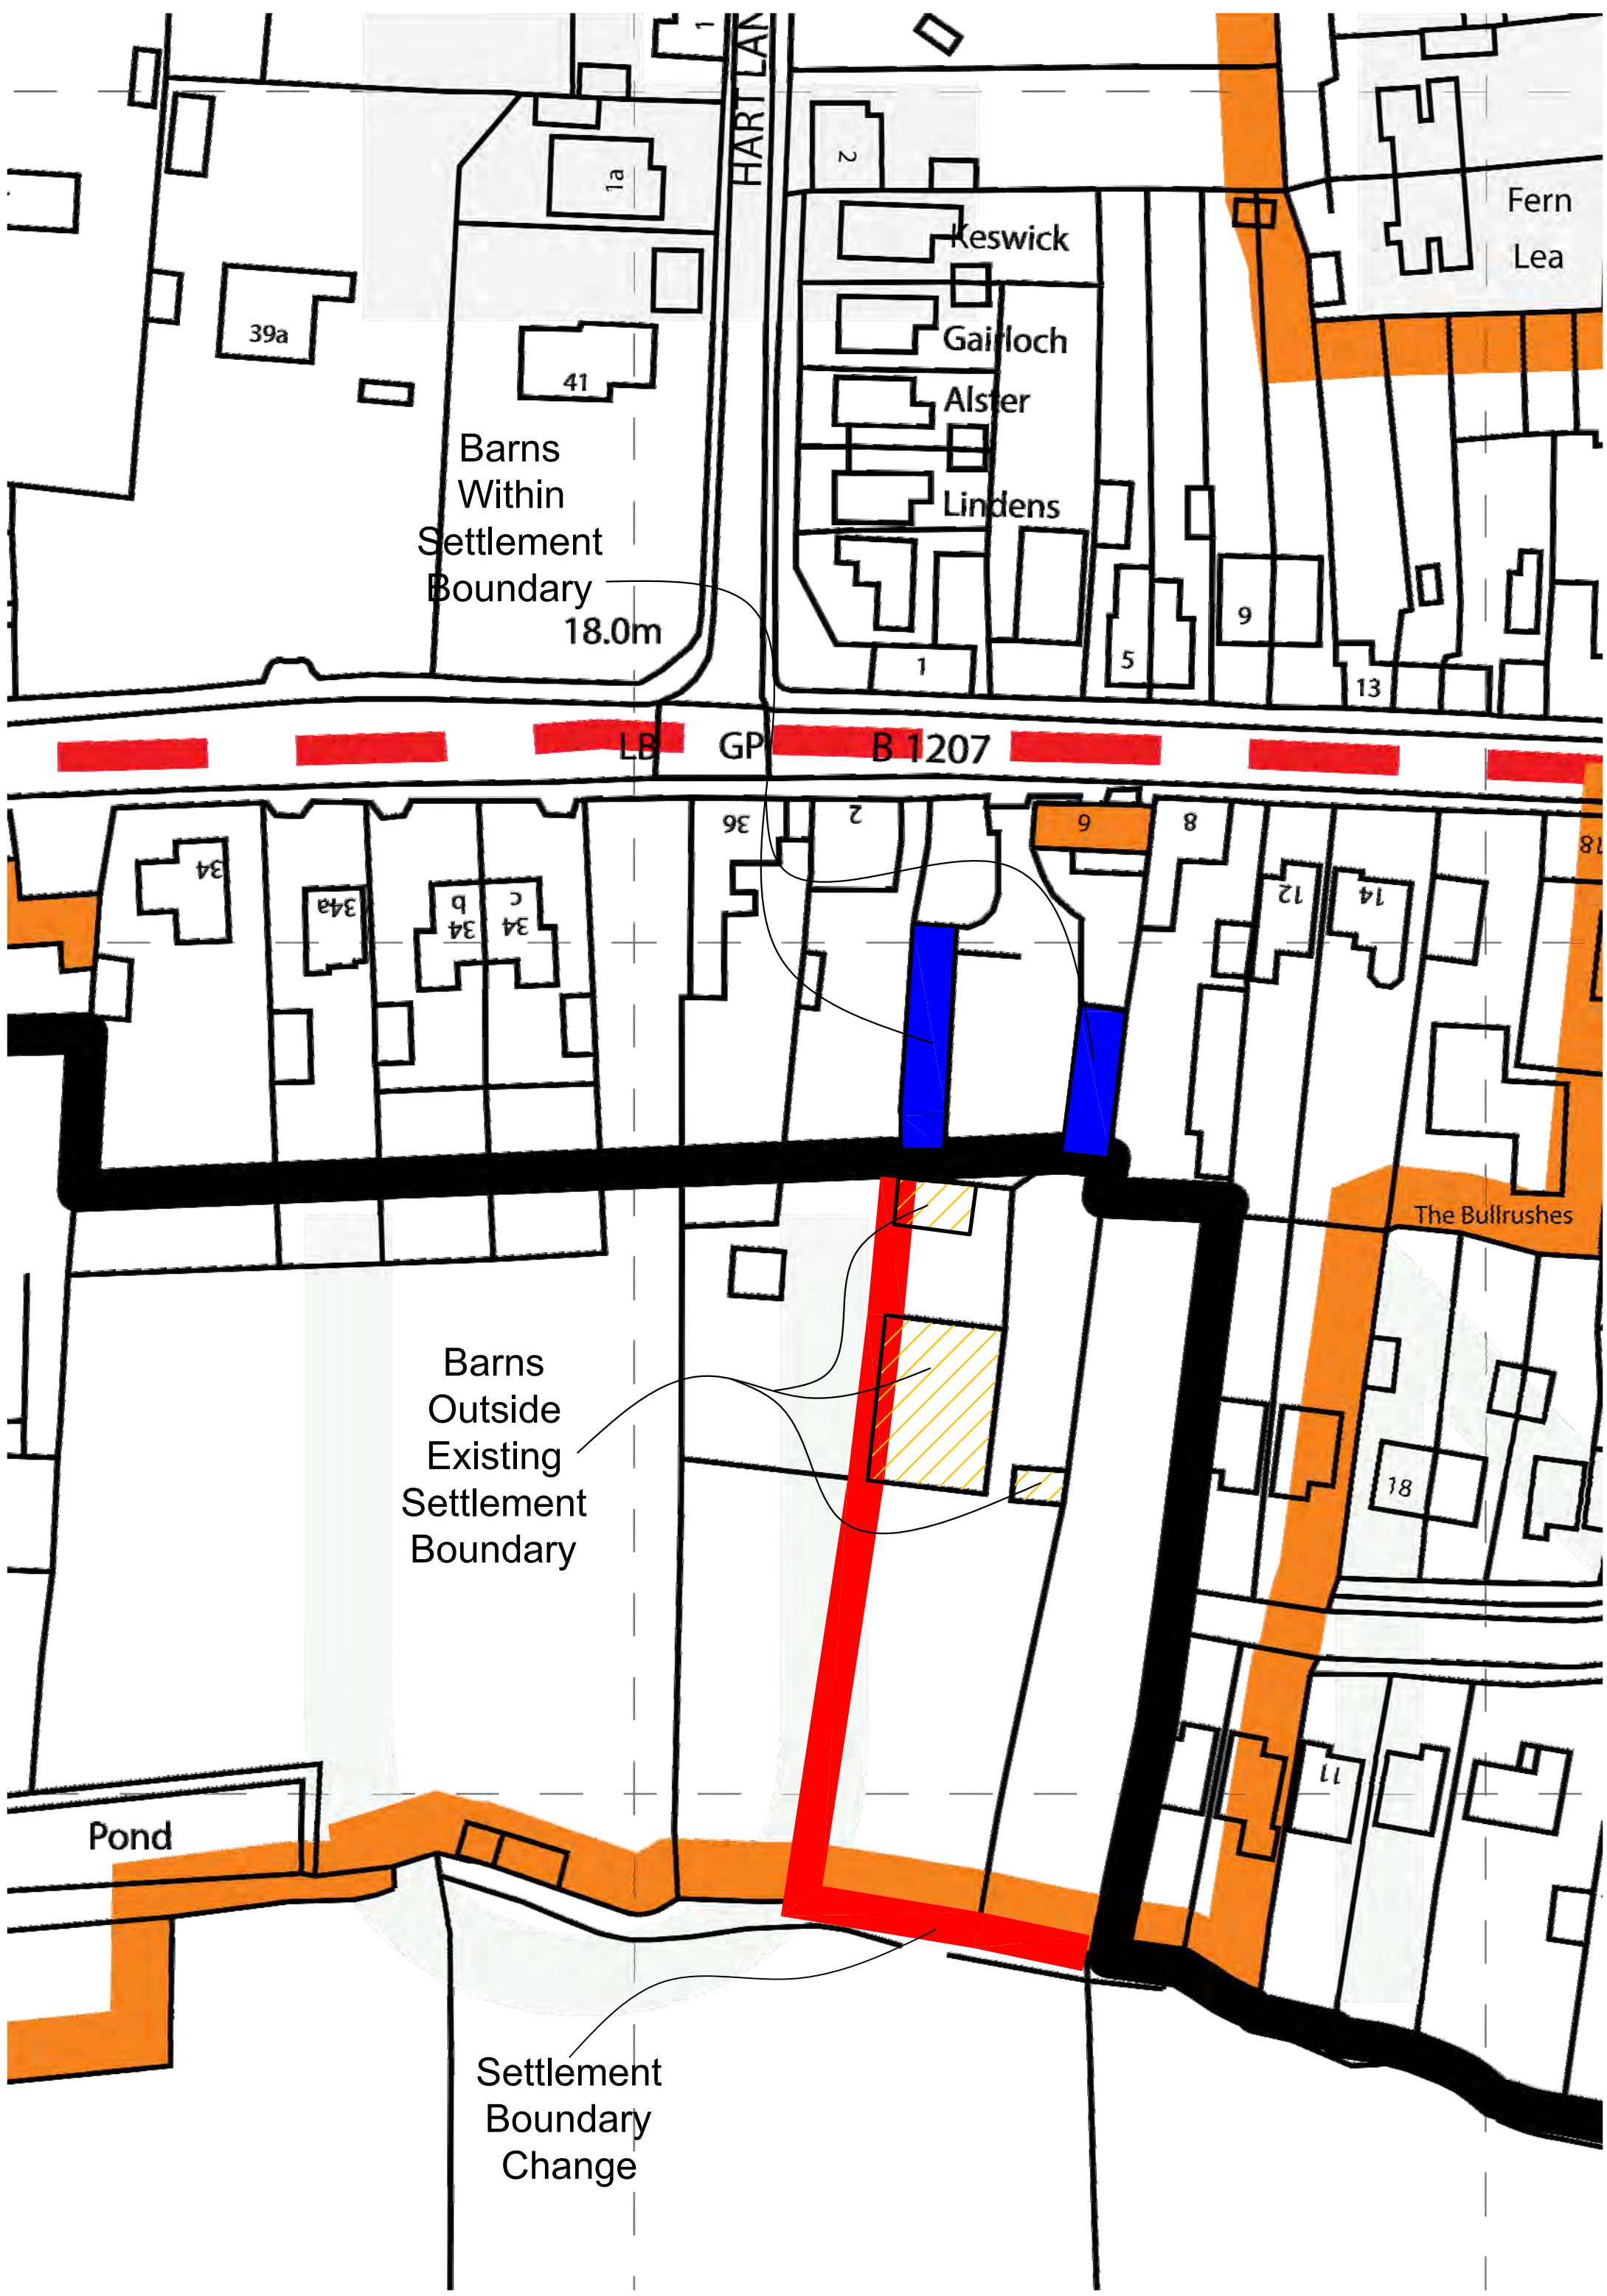 1
HART LAN
2
1a
Fern
Lea
Keswick
39a
Gairloch
41
Alster
Barns
Within
Settlement
Boundary
Lindens
18.0m
9
5
1
13
LB
GP
B 1207
36
2
6
8
18
34
34a
b
34
c
34
12
14
The Bullrushes
Barns
Outside
Existing
Settlement
Boundary
18
11
Pond
Settlement
Boundary
Change